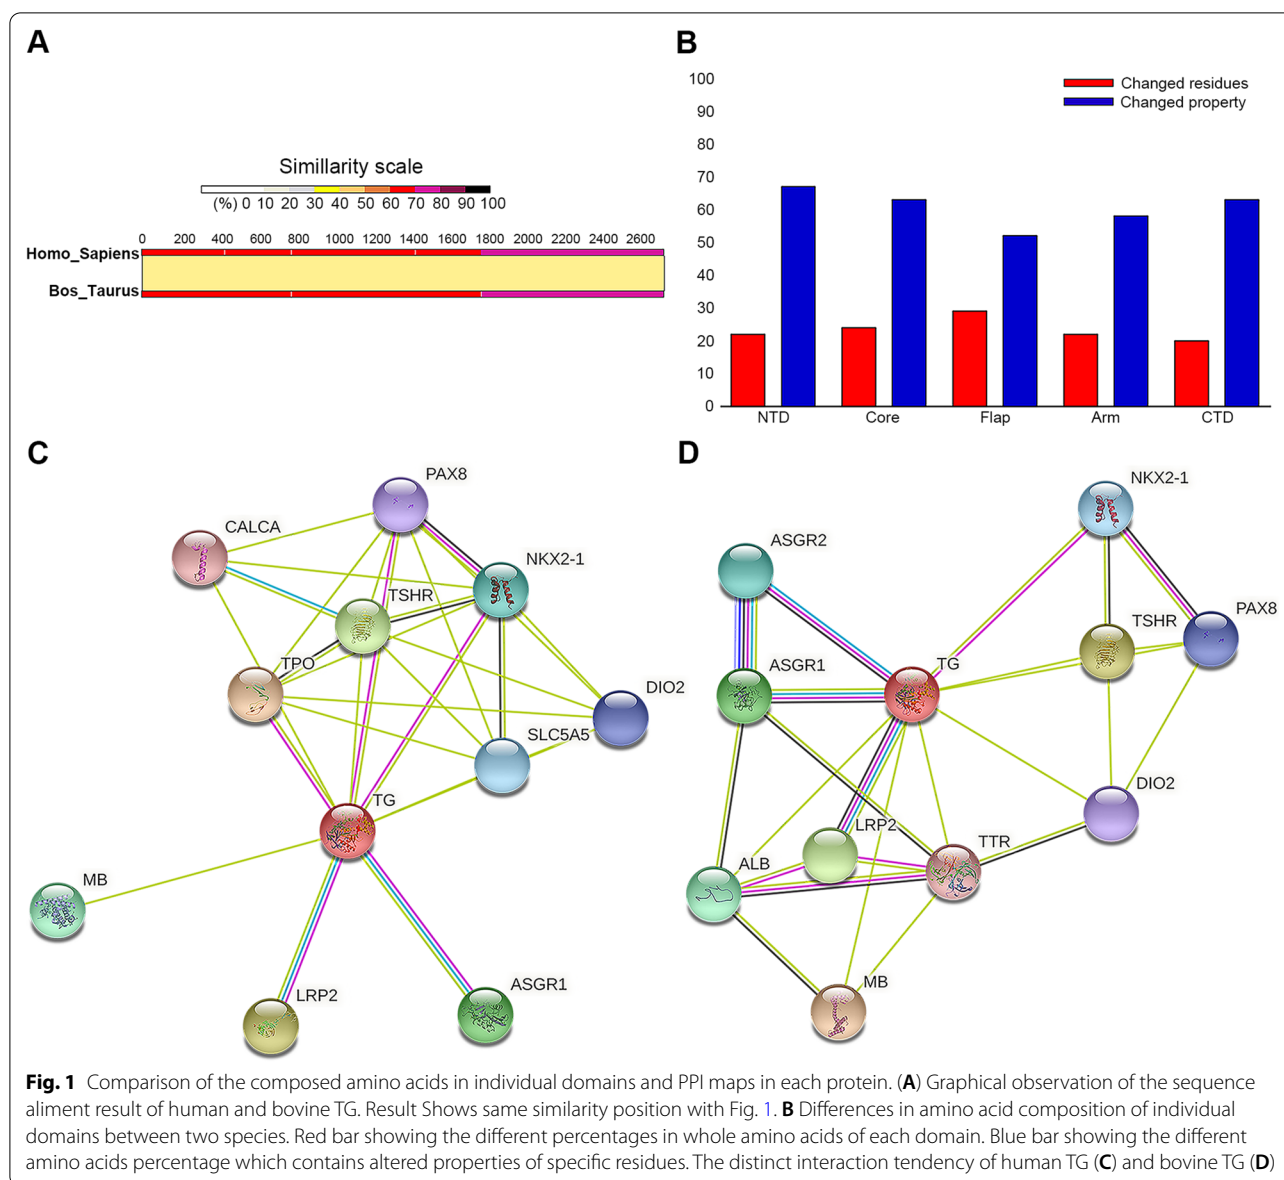 A
Simillarity scale
(%) 0 10 20 30 40 50 60 70 80 90 100
0 200 400 600 800 1000 1200 1400 1600 1800 2000 2200 2400 2600
Homo_Sapiens
Bos_Taurus
B
100
90
80
70
60
50
40
30
20
10
0
Changed residues
Changed property
NTD Core Flap Arm CTD
C
PAX8
CALCA
NKX2-1
TSHR
TPO
DIO2
SLC5A5
TG
MB
LRP2
ASGR1
D
NKX2-1
ASGR2
PAX8
TSHR
ASGR1
TG
DIO2
LRP2
TTR
ALB
MB
Fig. 1 Comparison of the composed amino acids in individual domains and PPI maps in each protein. (A) Graphical observation of the sequence
aliment result of human and bovine TG. Result Shows same similarity position with Fig. 1. B Differences in amino acid composition of individual
domains between two species. Red bar showing the different percentages in whole amino acids of each domain. Blue bar showing the different
amino acids percentage which contains altered properties of specific residues. The distinct interaction tendency of human TG (C) and bovine TG (D)